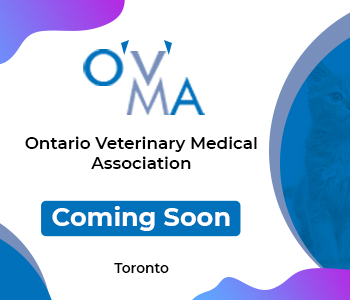 OVMA
Ontario Veterinary Medical
Association
Coming Soon
Toronto